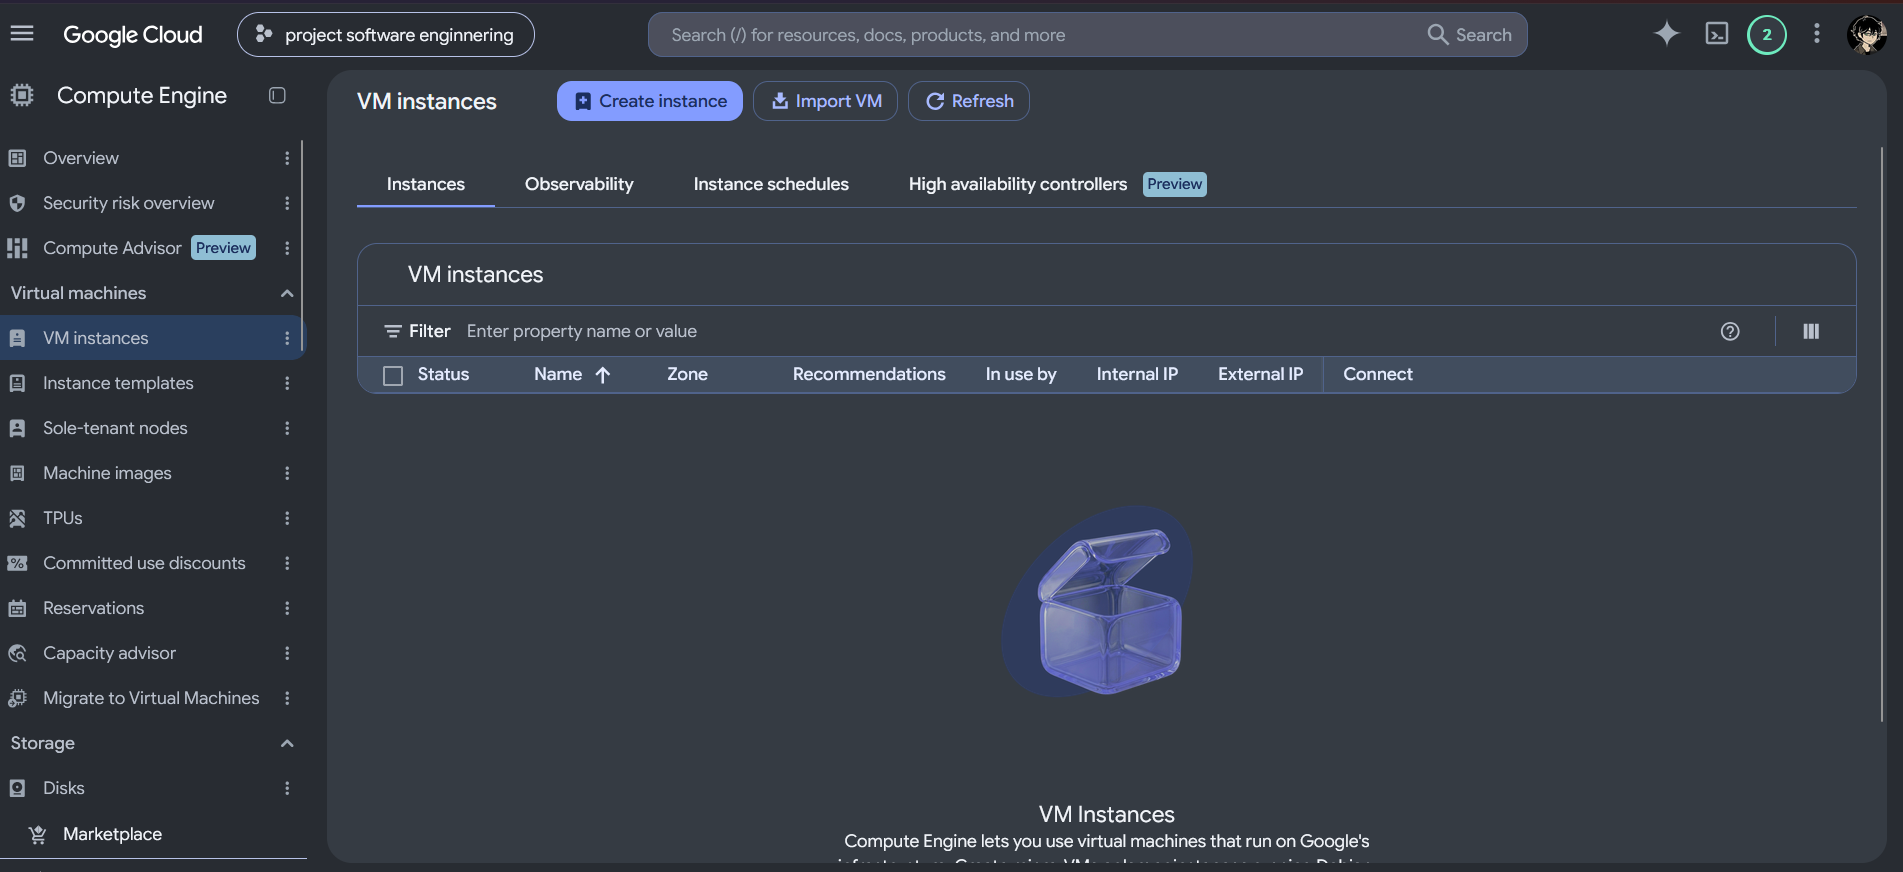 Google Cloud
project software enginnering
Search (/) for resources, docs, products, and more
Search
2
Compute Engine
Overview
Security risk overview
Compute Advisor Preview
Virtual machines
VM instances
Instance templates
Sole-tenant nodes
Machine images
TPUs
Committed use discounts
Reservations
Capacity advisor
Migrate to Virtual Machines
Storage
Disks
Marketplace
VM instances
Create instance
Import VM
Refresh
Instances
Observability
Instance schedules
High availability controllers Preview
VM instances
Filter Enter property name or value
Status Name Zone Recommendations In use by Internal IP External IP Connect
VM Instances
Compute Engine lets you use virtual machines that run on Google's